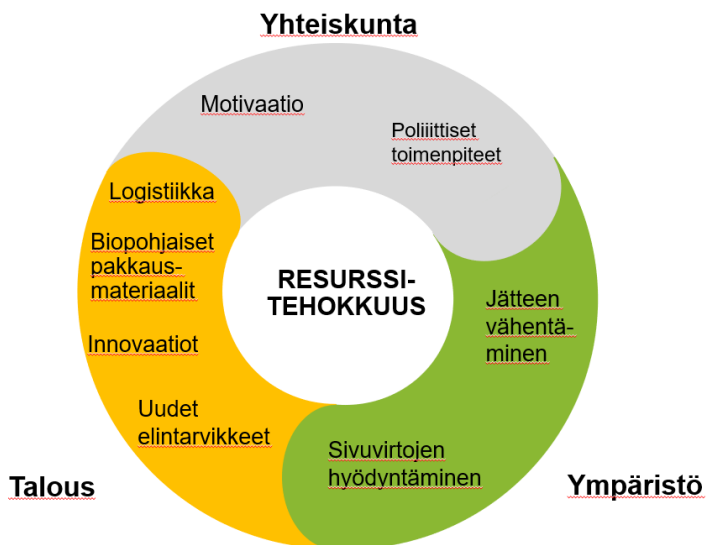 Yhteiskunta
Motivaatio
Poliiittiset
toimenpiteet
Logistiikka
Biopohjaiset
pakkaus-
materiaalit
Innovaatiot
Uudet
elintarvikkeet
RESURSSI-
TEHOKKUUS
Jätteen
vähentä-
minen
Sivuvirtojen
hyödyntäminen
Talous
Ympäristö